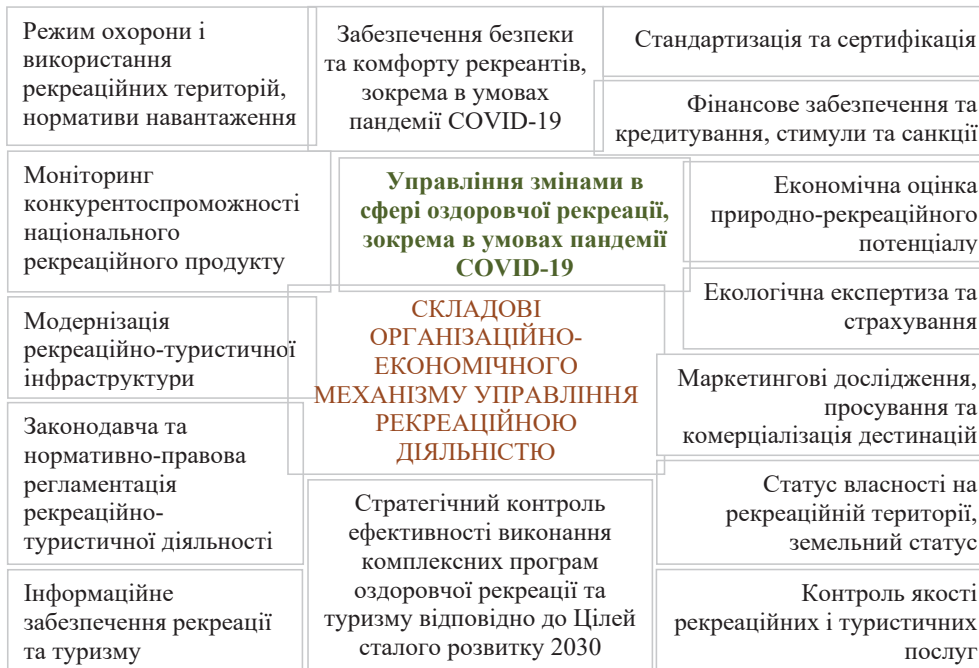 Режим охорони і
використання
рекреаційних територій,
нормативи навантаження
Забезпечення безпеки
та комфорту рекреантів,
зокрема в умовах
пандемії COVID-19
Стандартизація та сертифікація
Фінансове забезпечення та
кредитування, стимули та санкції
Моніторинг
конкурентоспроможності
національного
рекреаційного продукту
Управління змінами в
сфері оздоровчої рекреації,
зокрема в умовах пандемії
COVID-19
Економічна оцінка
природно-рекреаційного
потенціалу
Екологічна експертиза та
страхування
Модернізація
рекреаційно-туристичної
інфраструктури
СКЛАДОВІ
ОРГАНІЗАЦІЙНО-
ЕКОНОМІЧНОГО
МЕХАНІЗМУ УПРАВЛІННЯ
РЕКРЕАЦІЙНОЮ
ДІЯЛЬНІСТЮ
Маркетингові дослідження,
просування та
комерціалізація дестинацій
Законодавча та
нормативно-правова
регламентація
рекреаційно-
туристичної діяльності
Стратегічний контроль
ефективності виконання
комплексних програм
оздоровчої рекреації та
туризму відповідно до Цілей
сталого розвитку 2030
Статус власності на
рекреаційній території,
земельний статус
Інформаційне
забезпечення рекреації
та туризму
Контроль якості
рекреаційних і туристичних
послуг